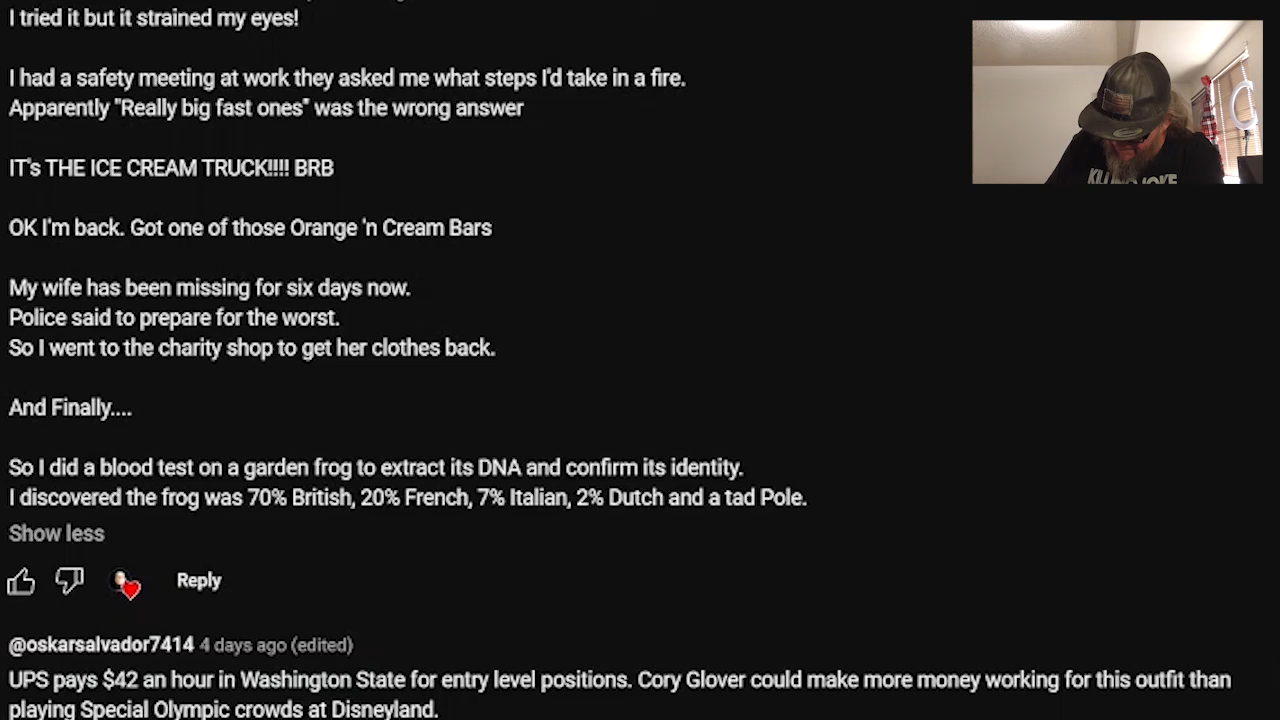 I tried it but it strained my eyes!
I had a safety meeting at work they asked me what steps I'd take in a fire.
Apparently "Really big fast ones" was the wrong answer
IT's THE ICE CREAM TRUCK!!!! BRB
OK I'm back. Got one of those Orange 'n Cream Bars
My wife has been missing for six days now.
Police said to prepare for the worst.
So I went to the charity shop to get her clothes back.
And Finally....
So I did a blood test on a garden frog to extract its DNA and confirm its identity.
I discovered the frog was 70% British, 20% French, 7% Italian, 2% Dutch and a tad Pole.
Show less
Reply
@oskarsalvador7414 4 days ago (edited)
UPS pays $42 an hour in Washington State for entry level positions. Cory Glover could make more money working for this outfit than
playing Special Olympic crowds at Disneyland.